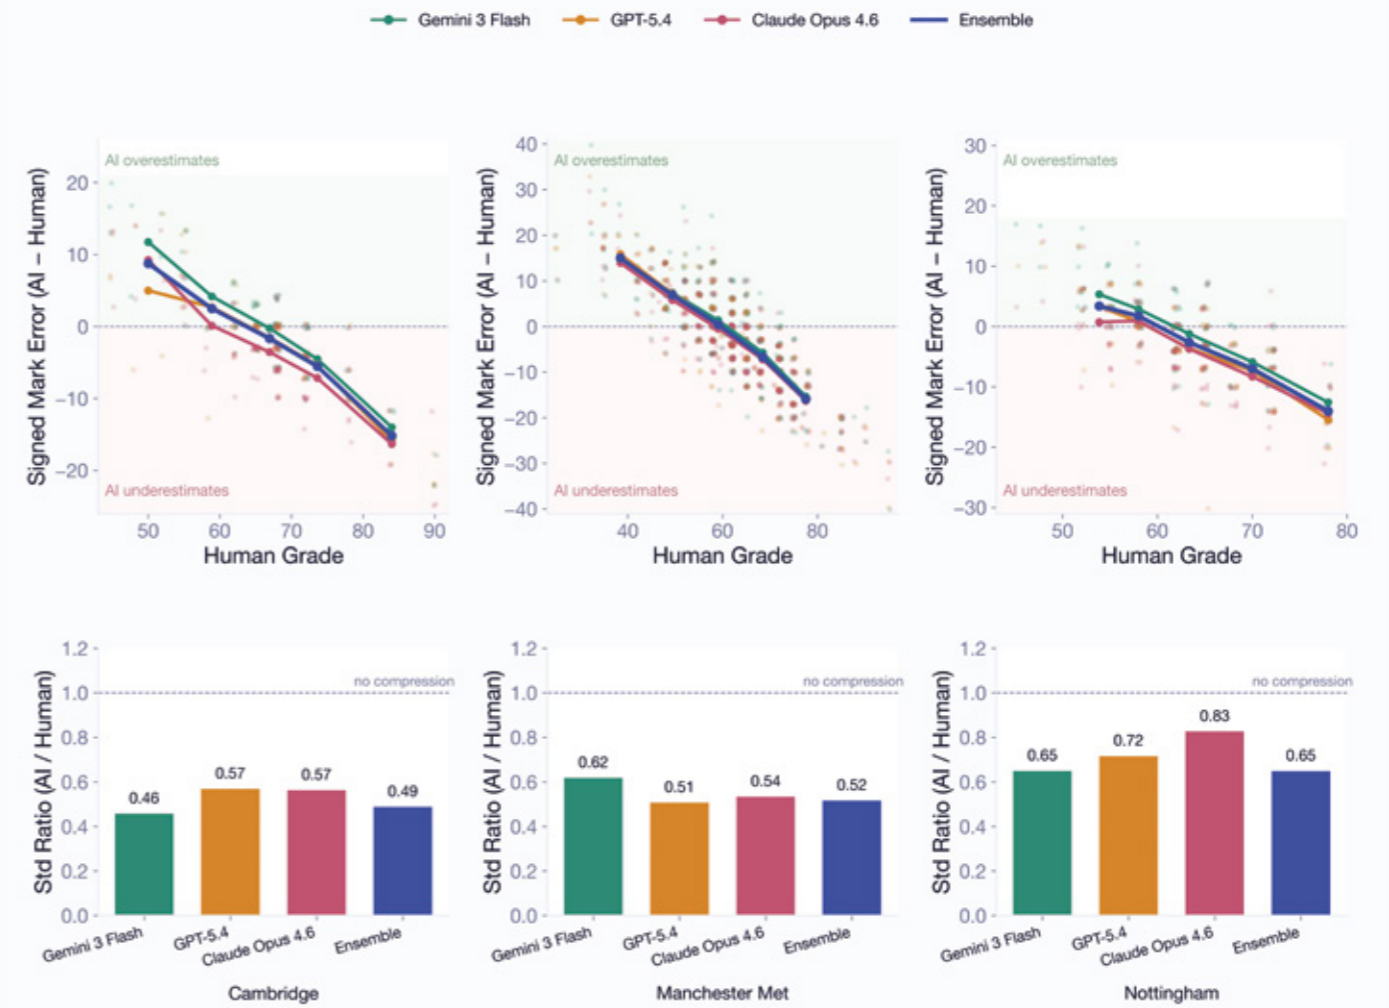 Gemini 3 Flash GPT-5.4 Claude Opus 4.6 Ensemble
Signed Mark Error (AI – Human)
AI overestimates
20
10
0
−10
−20
AI underestimates
50 60 70 80 90
Human Grade
Signed Mark Error (AI – Human)
40
AI overestimates
30
20
10
0
−10
−20
−30
AI underestimates
−40
40 60 80
Human Grade
Signed Mark Error (AI – Human)
30
AI overestimates
20
10
0
−10
−20
AI underestimates
−30
50 60 70 80
Human Grade
Std Ratio (AI / Human)
1.2
no compression
1.0
0.8
0.6
0.4
0.2
0.0
0.46 0.57 0.57 0.49
Gemini 3 Flash GPT-5.4 Claude Opus 4.6 Ensemble
Cambridge
Std Ratio (AI / Human)
1.2
no compression
1.0
0.8
0.6
0.4
0.2
0.0
0.62 0.51 0.54 0.52
Gemini 3 Flash GPT-5.4 Claude Opus 4.6 Ensemble
Manchester Met
Std Ratio (AI / Human)
1.2
no compression
1.0
0.8
0.6
0.4
0.2
0.0
0.65 0.72 0.83 0.65
Gemini 3 Flash GPT-5.4 Claude Opus 4.6 Ensemble
Nottingham